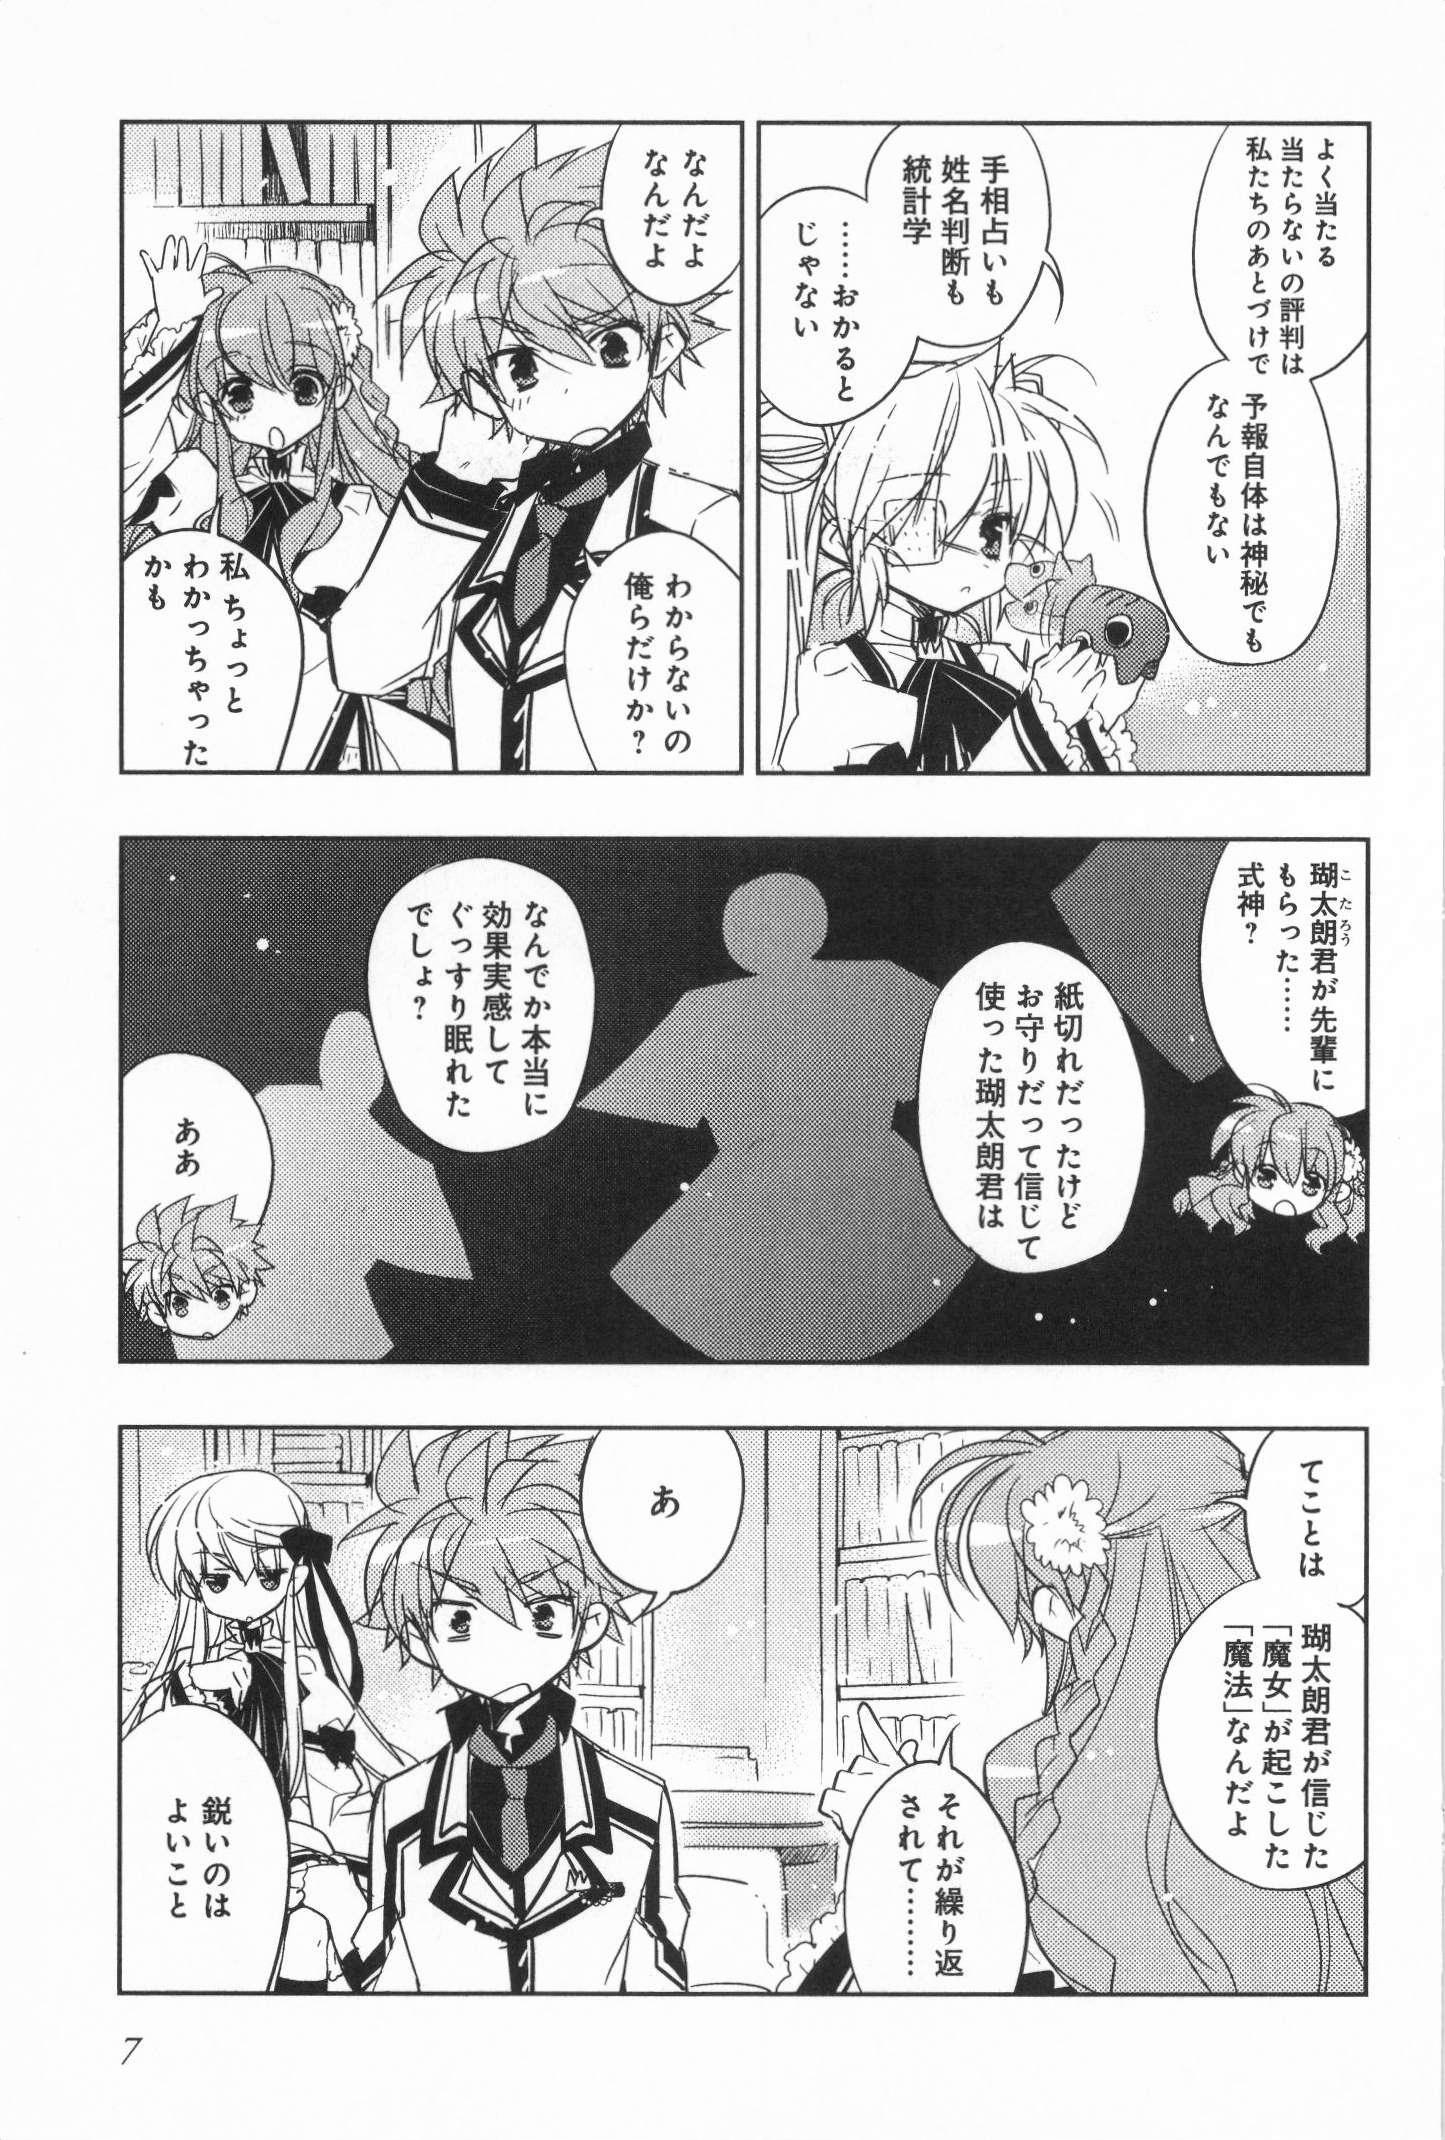 よく当たる
当たらないの評判は
私たちのあとづけで
予報自体は神秘でも
なんでもない
手相占いも
姓名判断も
統計学
……おかると
じゃない
なんだよ
なんだよ
わからないの
俺らだけか?
私 ちょっと
わかっちゃった
かも
瑚太朗君が先輩に
こたろう
もらった……
式神?
紙切れだったけど
お守りだって信じて
使った瑚太朗君は
なんでか本当に
効果実感して
ぐっすり眠れた
でしょ?
ああ
てことは
瑚太朗君が信じた
「魔女」が起こした
「魔法」なんだよ
それが繰り返
されて………
あ
鋭いのは
よいこと
7